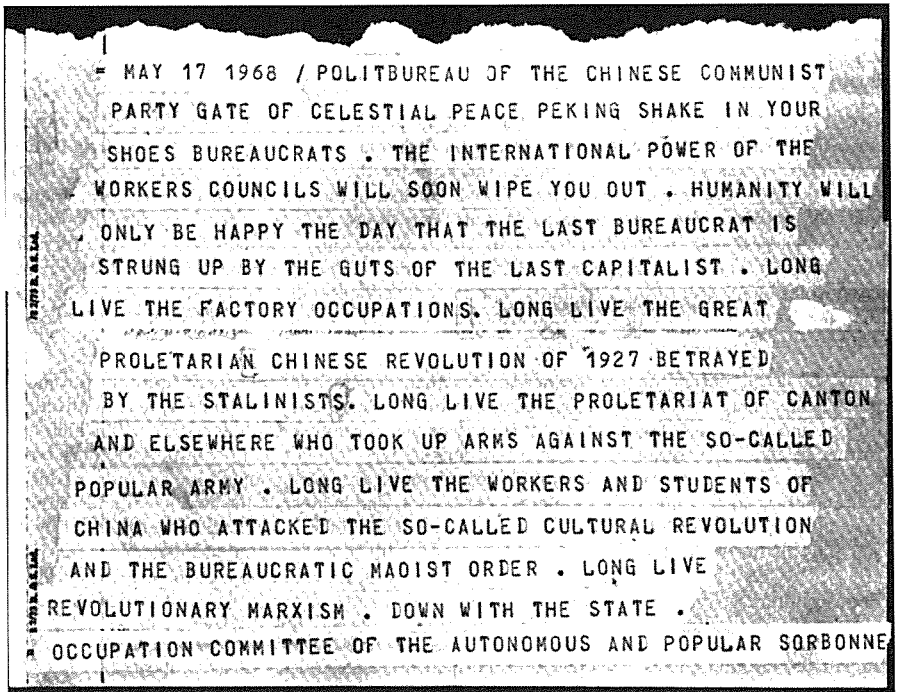 = MAY 17 1968 / POLITBUREAU OF THE CHINESE COMMUNIST
PARTY GATE OF CELESTIAL PEACE PEKING SHAKE IN YOUR
SHOES BUREAUCRATS . THE INTERNATIONAL POWER OF THE
WORKERS COUNCILS WILL SOON WIPE YOU OUT . HUMANITY WILL
ONLY BE HAPPY THE DAY THAT THE LAST BUREAUCRAT IS
STRUNG UP BY THE GUTS OF THE LAST CAPITALIST . LONG
LIVE THE FACTORY OCCUPATIONS. LONG LIVE THE GREAT
PROLETARIAN CHINESE REVOLUTION OF 1927 BETRAYED
BY THE STALINISTS. LONG LIVE THE PROLETARIAT OF CANTON
AND ELSEWHERE WHO TOOK UP ARMS AGAINST THE SO-CALLED
POPULAR ARMY . LONG LIVE THE WORKERS AND STUDENTS OF
CHINA WHO ATTACKED THE SO-CALLED CULTURAL REVOLUTION
AND THE BUREAUCRATIC MAOIST ORDER . LONG LIVE
REVOLUTIONARY MARXISM . DOWN WITH THE STATE .
OCCUPATION COMMITTEE OF THE AUTONOMOUS AND POPULAR SORBONNE